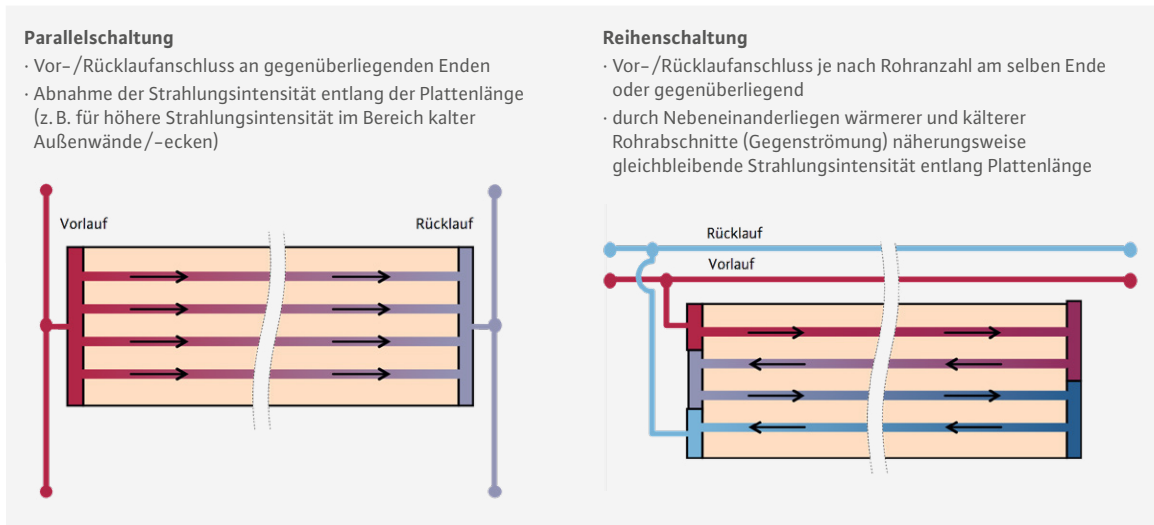 Parallelschaltung
· Vor-/Rücklaufanschluss an gegenüberliegenden Enden
· Abnahme der Strahlungsintensität entlang der Plattenlänge
(z. B. für höhere Strahlungsintensität im Bereich kalter
Außenwände/-ecken)
Vorlauf
Rücklauf
Reihenschaltung
· Vor-/Rücklaufanschluss je nach Rohranzahl am selben Ende
oder gegenüberliegend
· durch Nebeneinanderliegen wärmerer und kälterer
Rohrabschnitte (Gegenströmung) näherungsweise
gleichbleibende Strahlungsintensität entlang Plattenlänge
Rücklauf
Vorlauf